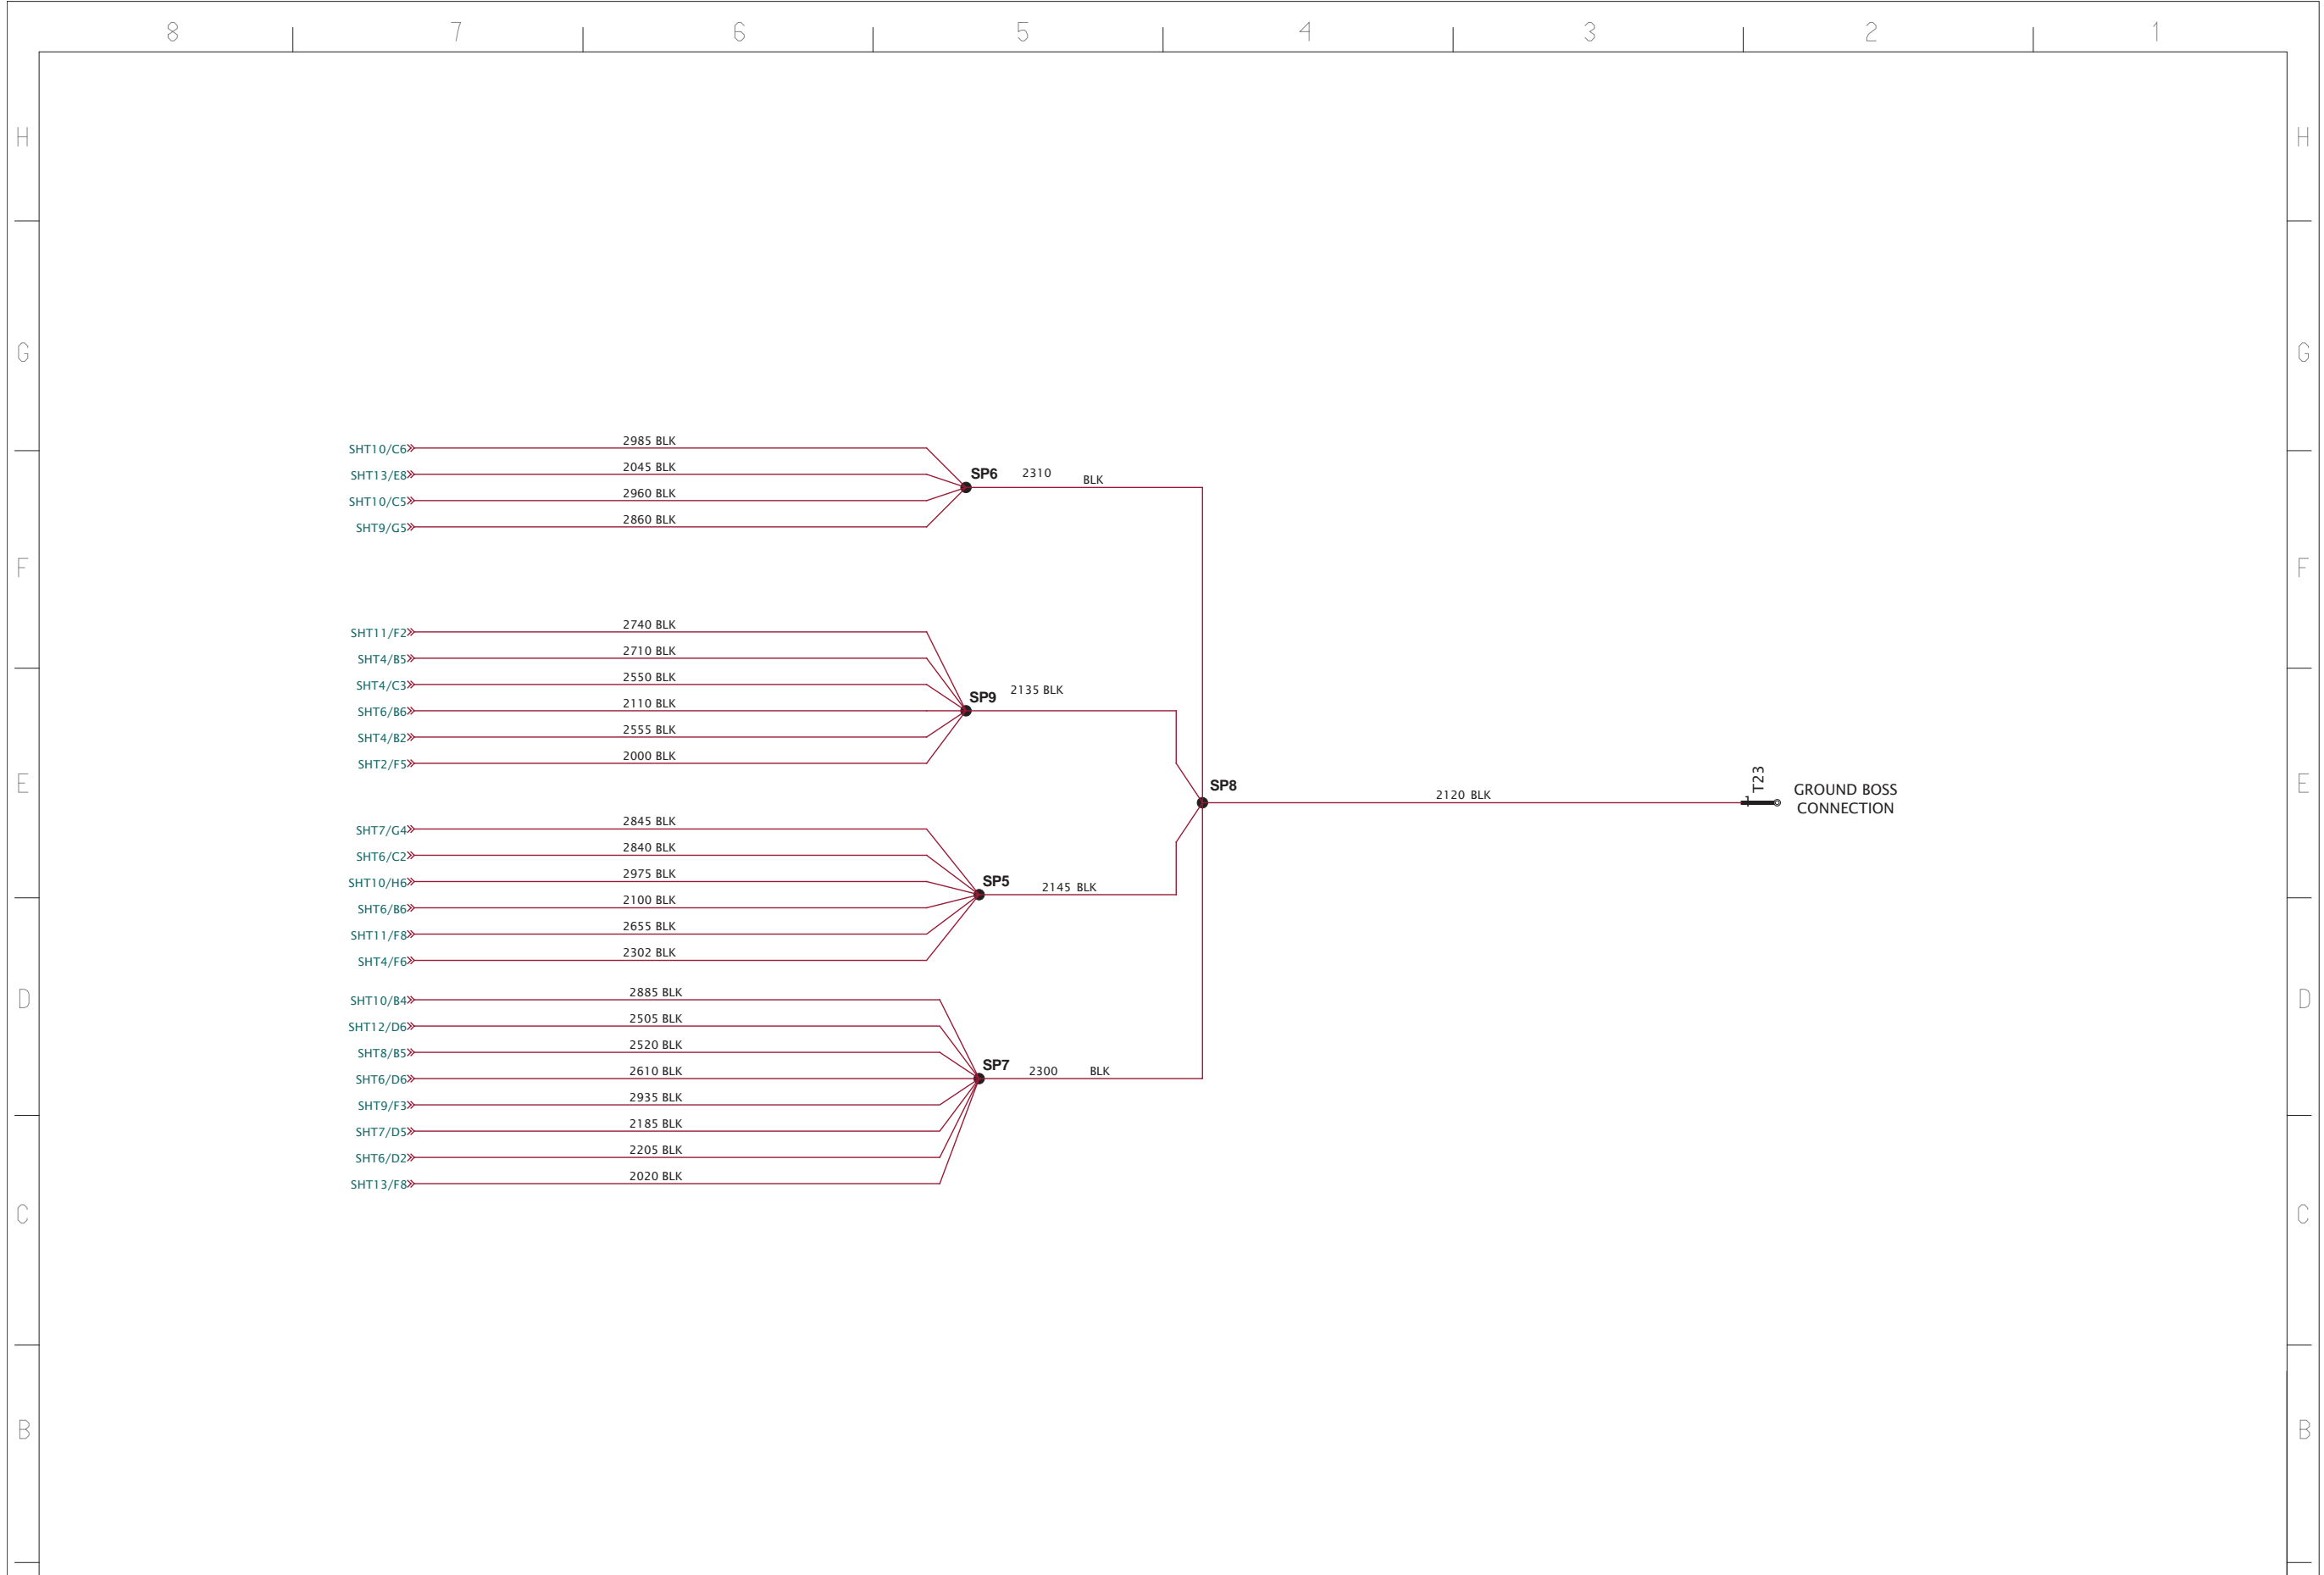 8 7 6 5 4 3 2 1
H H
G G
2985 BLK
SHT10/C6
2045 BLK
SHT13/E8
SP6 2310 BLK
2960 BLK
SHT10/C5
2860 BLK
SHT9/G5
F F
2740 BLK
SHT11/F2
2710 BLK
SHT4/B5
2550 BLK
SHT4/C3
SP9 2135 BLK
2110 BLK
SHT6/B6
2555 BLK
SHT4/B2
2000 BLK
SHT2/F5
E E
SP8
2120 BLK
1
T23
GROUND BOSS
CONNECTION
2845 BLK
SHT7/G4
2840 BLK
SHT6/C2
2975 BLK
SHT10/H6
SP5 2145 BLK
2100 BLK
SHT6/B6
2655 BLK
SHT11/F8
2302 BLK
SHT4/F6
D D
2885 BLK
SHT10/B4
2505 BLK
SHT12/D6
2520 BLK
SHT8/B5
SP7 2300 BLK
2610 BLK
SHT6/D6
2935 BLK
SHT9/F3
2185 BLK
SHT7/D5
2205 BLK
SHT6/D2
2020 BLK
SHT13/F8
C C
B B